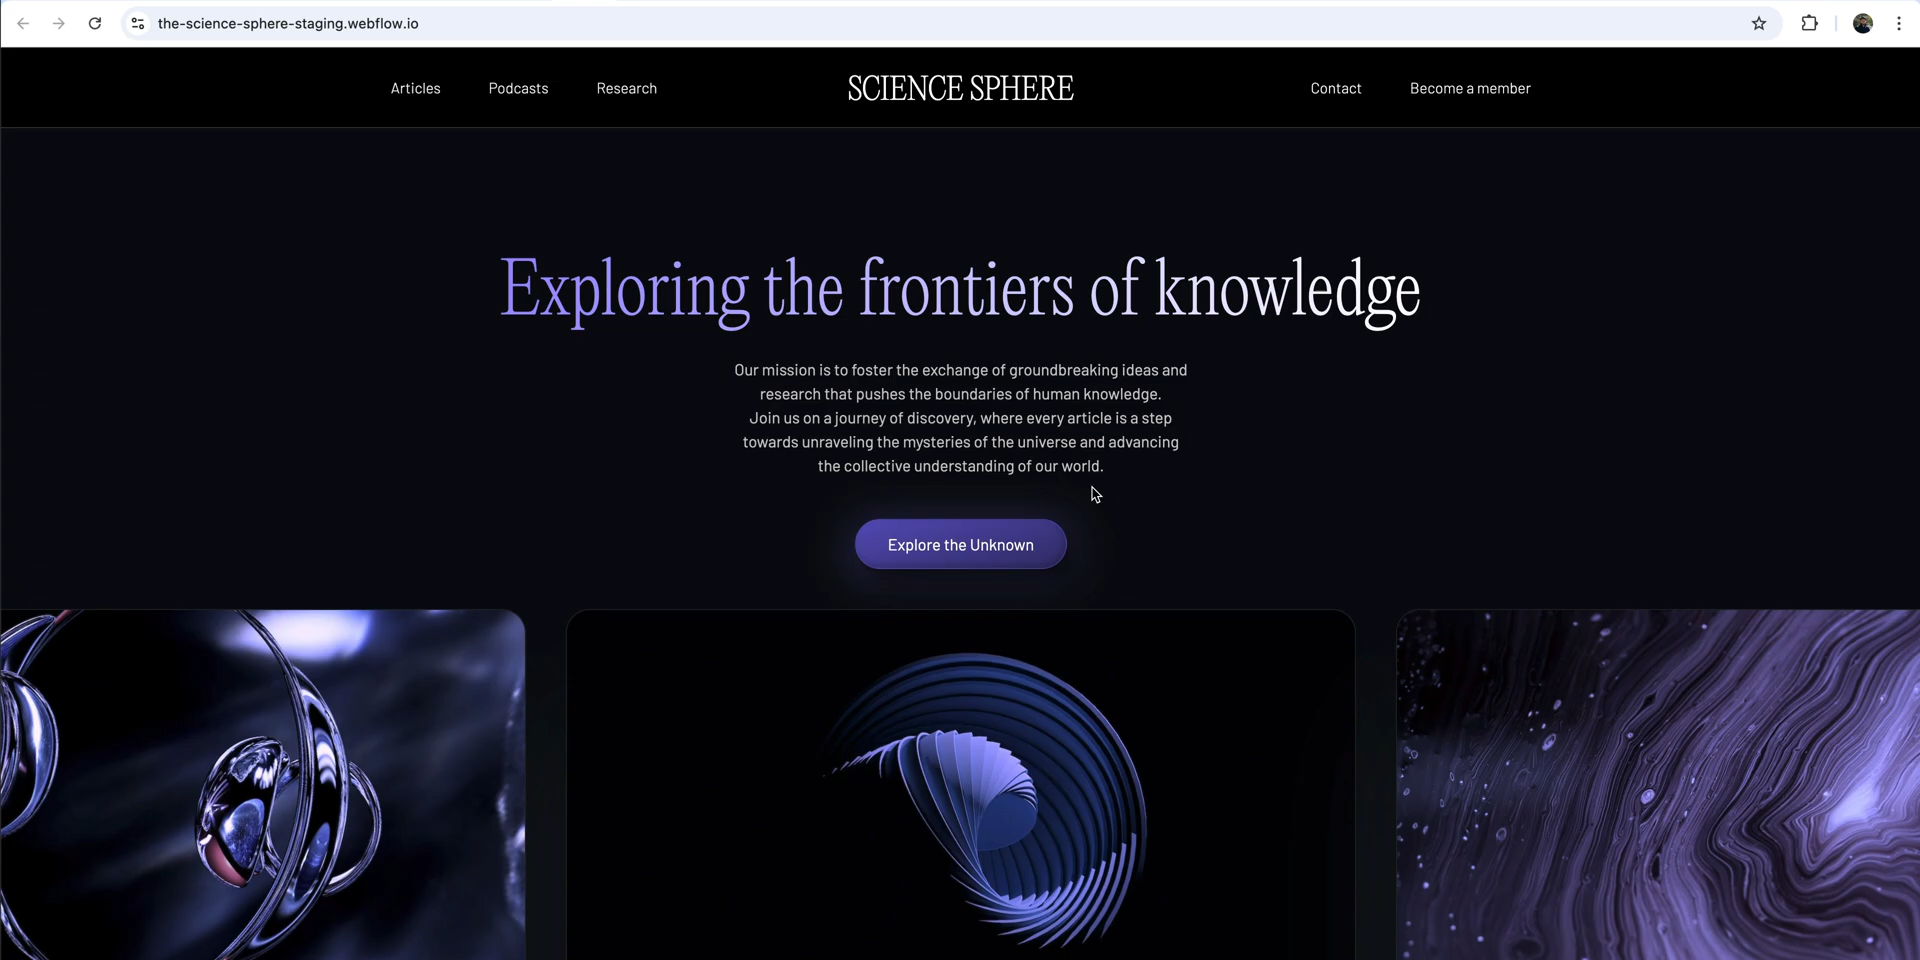 the-science-sphere-staging.webflow.io
Articles
Podcasts
Research
SCIENCE SPHERE
Contact
Become a member
Exploring the frontiers of knowledge
Our mission is to foster the exchange of groundbreaking ideas and
research that pushes the boundaries of human knowledge.
Join us on a journey of discovery, where every article is a step
towards unraveling the mysteries of the universe and advancing
the collective understanding of our world.
Explore the Unknown